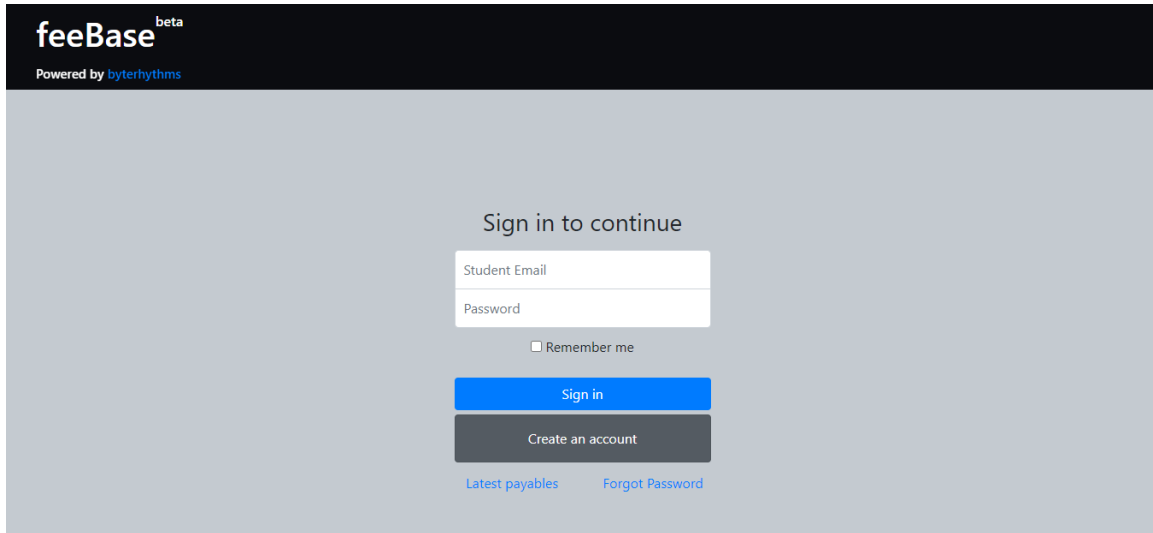 feeBase beta
Powered by byterhythms
Sign in to continue
Student Email
Password
Remember me
Sign in
Create an account
Latest payables Forgot Password